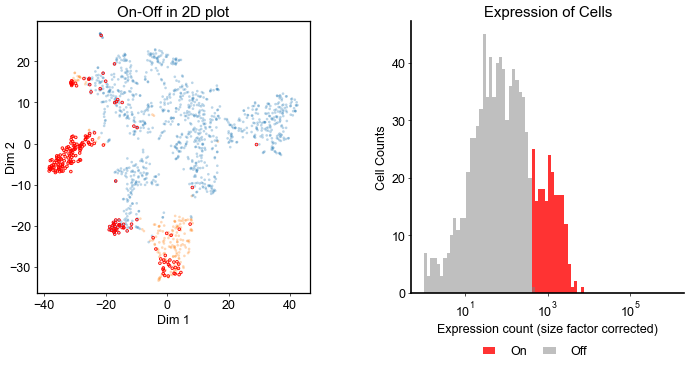 On-Off in 2D plot
Dim 2
20
10
0
−10
−20
−30
−40
−20
0
20
40
Dim 1
Expression of Cells
Cell Counts
40
30
20
10
0
10^1
10^3
10^5
Expression count (size factor corrected)
On
Off